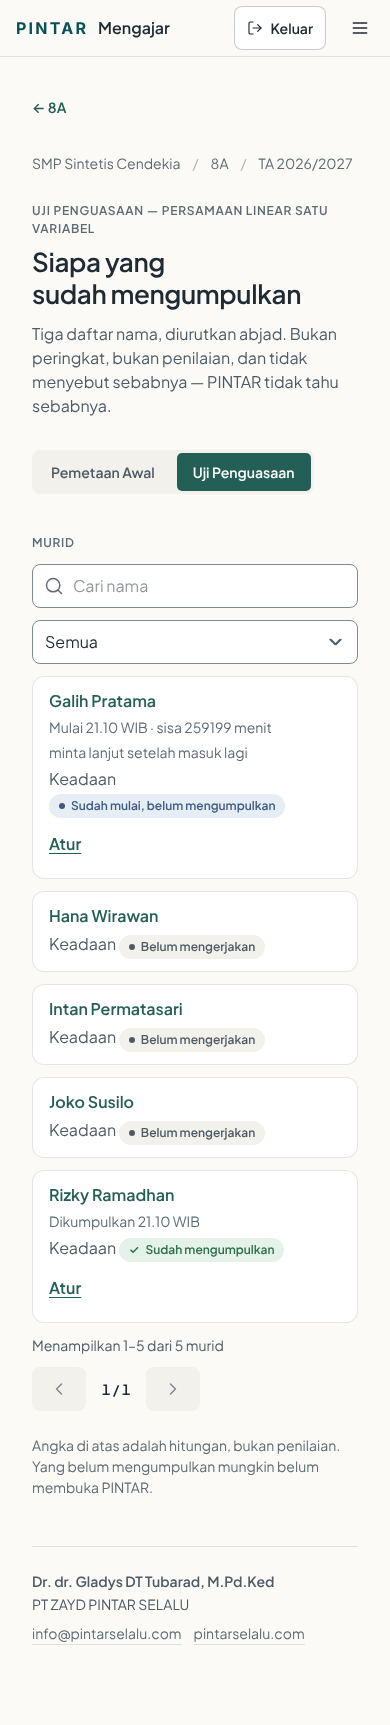 PINTAR Mengajar
Keluar
← 8A
SMP Sintetis Cendekia / 8A / TA 2026/2027
UJI PENGUASAAN — PERSAMAAN LINEAR SATU
VARIABEL
Siapa yang
sudah mengumpulkan
Tiga daftar nama, diurutkan abjad. Bukan
peringkat, bukan penilaian, dan tidak
menyebut sebabnya — PINTAR tidak tahu
sebabnya.
Pemetaan Awal
Uji Penguasaan
MURID
Cari nama
Semua
Galih Pratama
Mulai 21.10 WIB · sisa 259199 menit
minta lanjut setelah masuk lagi
Keadaan
Sudah mulai, belum mengumpulkan
Atur
Hana Wirawan
Keadaan Belum mengerjakan
Intan Permatasari
Keadaan Belum mengerjakan
Joko Susilo
Keadaan Belum mengerjakan
Rizky Ramadhan
Dikumpulkan 21.10 WIB
Keadaan Sudah mengumpulkan
Atur
Menampilkan 1–5 dari 5 murid
1/1
Angka di atas adalah hitungan, bukan penilaian.
Yang belum mengumpulkan mungkin belum
membuka PINTAR.
Dr. dr. Gladys DT Tubarad, M.Pd.Ked
PT ZAYD PINTAR SELALU
info@pintarselalu.com pintarselalu.com